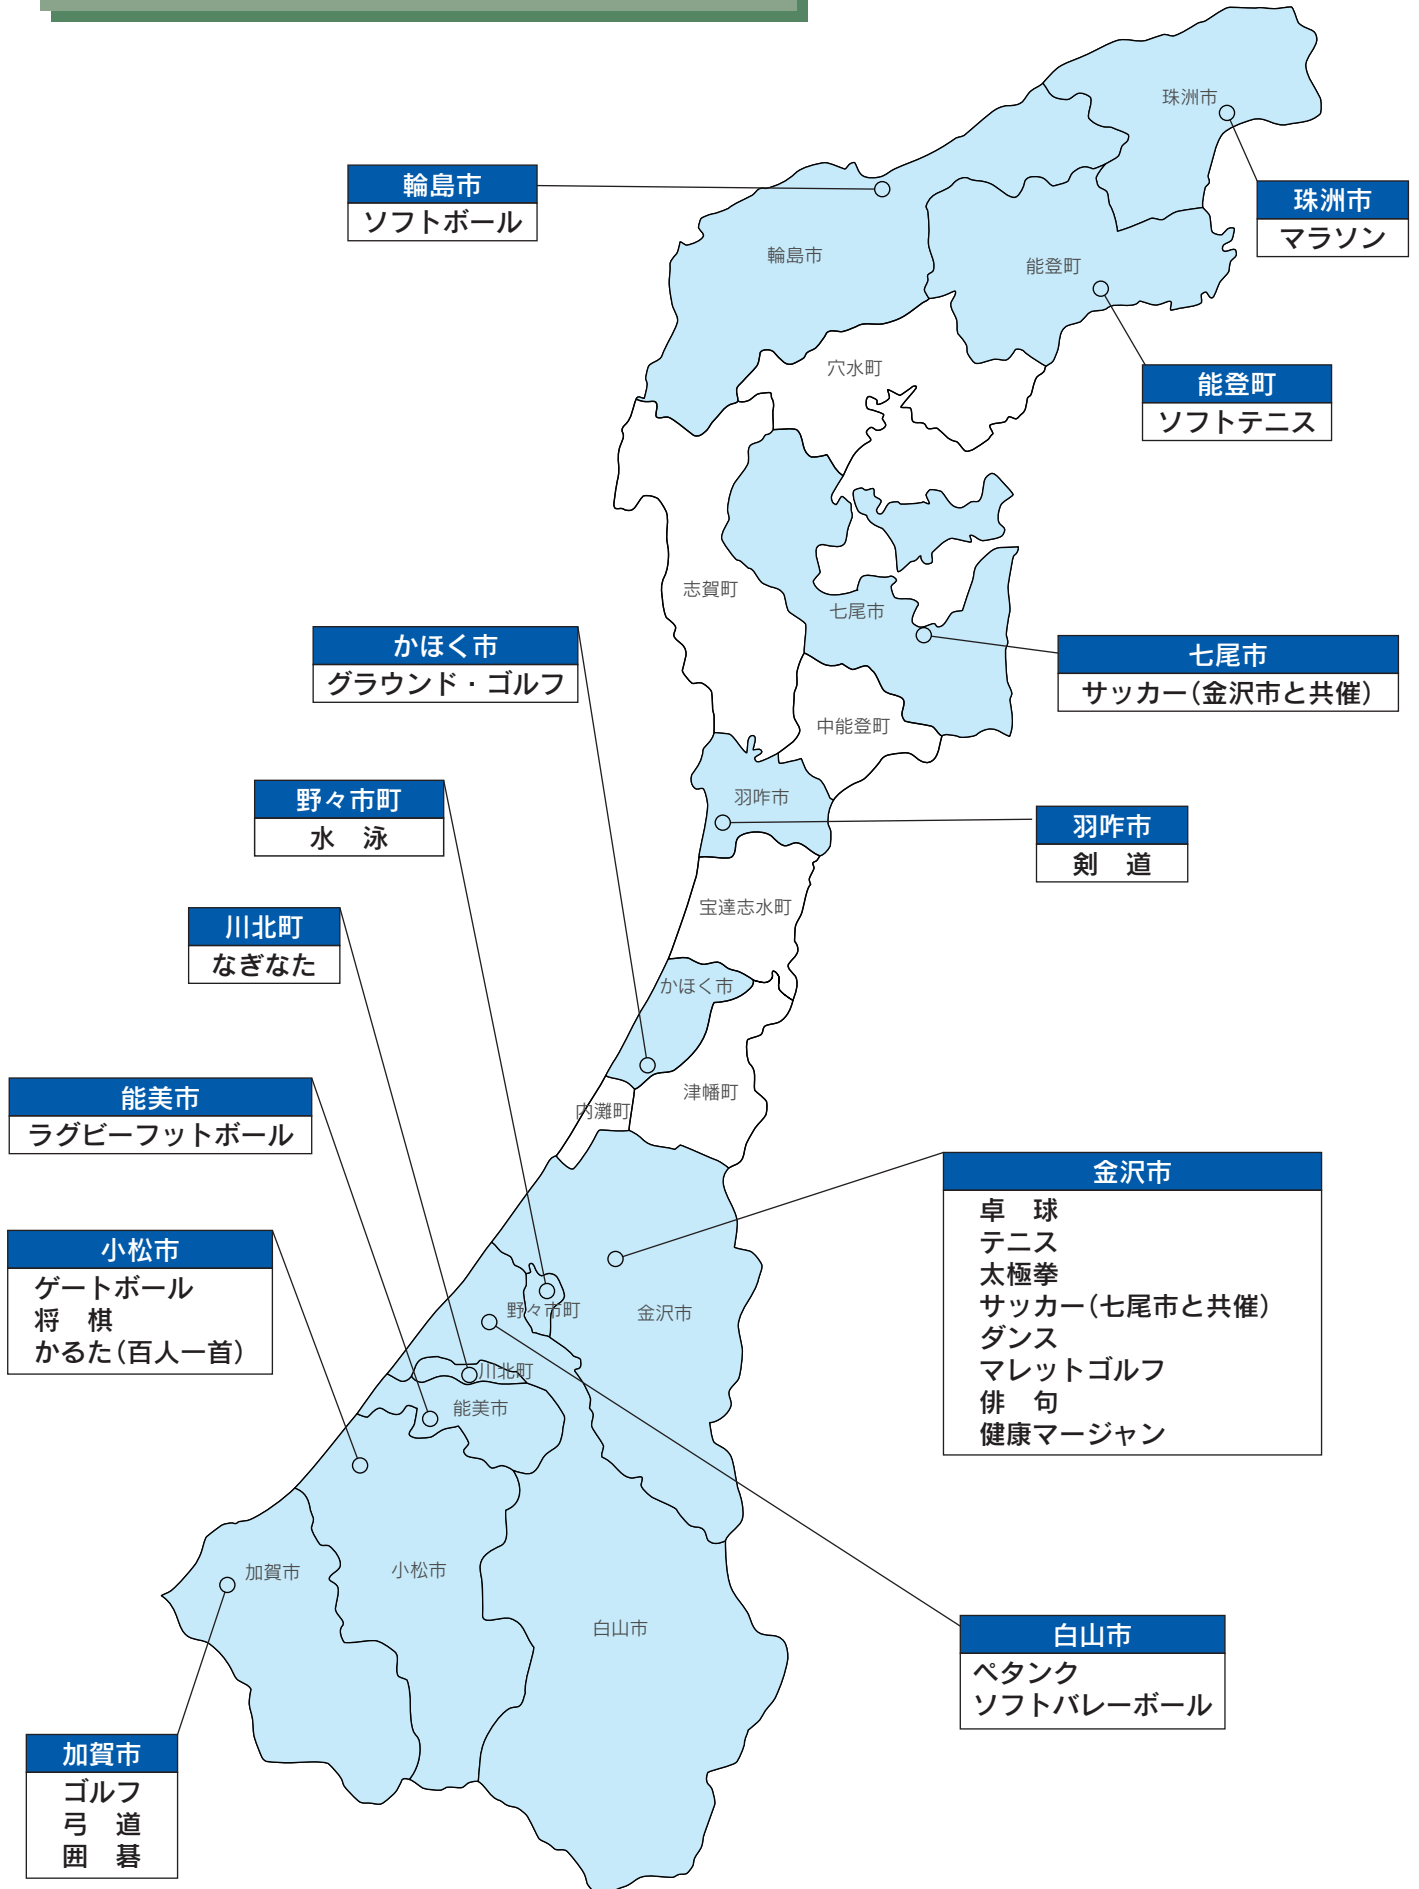 珠洲市
輪島市
ソフトボール
珠洲市
マラソン
輪島市
能登町
穴水町
能登町
ソフトテニス
志賀町
七尾市
かほく市
グラウンド・ゴルフ
七尾市
サッカー(金沢市と共催)
中能登町
野々市町
水 泳
羽咋市
羽咋市
剣 道
宝達志水町
川北町
なぎなた
かほく市
津幡町
内灘町
能美市
ラグビーフットボール
金沢市
卓 球
テニス
太極拳
サッカー(七尾市と共催)
ダンス
マレットゴルフ
俳 句
健康マージャン
小松市
ゲートボール
将 棋
かるた(百人一首)
野々市町
金沢市
川北町
能美市
加賀市
小松市
白山市
白山市
ペタンク
ソフトバレーボール
加賀市
ゴルフ
弓 道
囲 碁